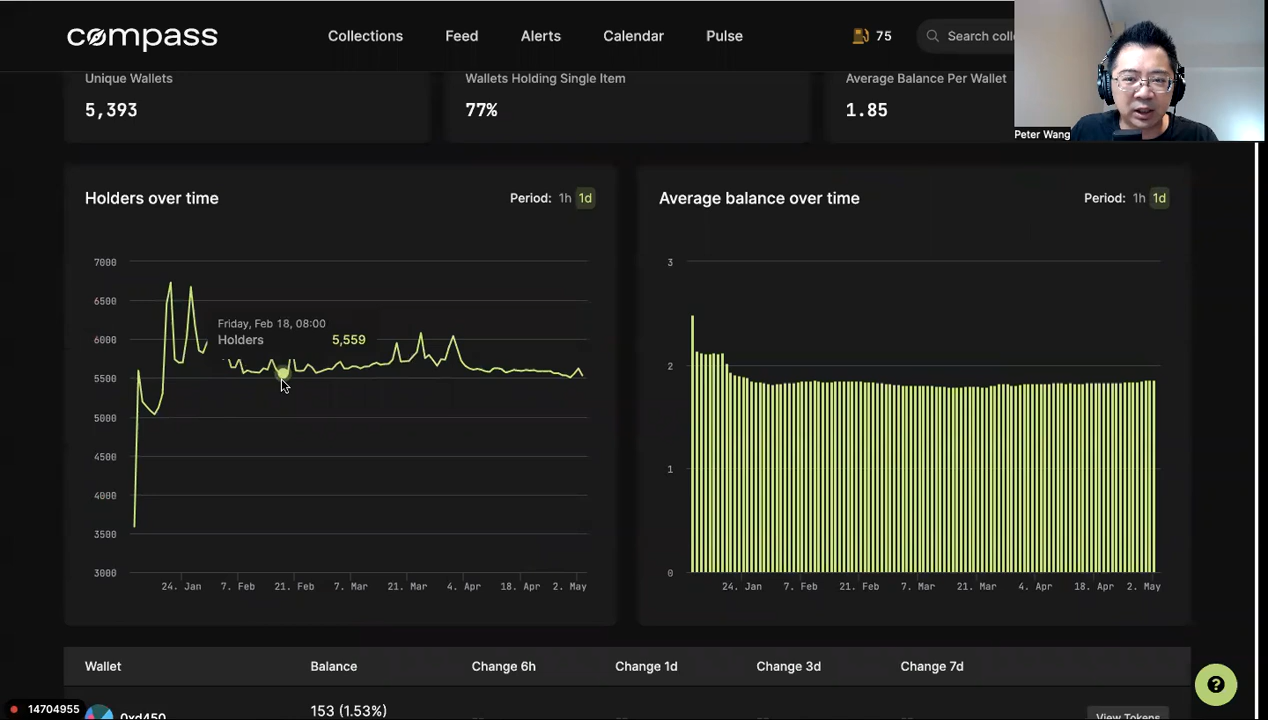 compass
Collections
Feed
Alerts
Calendar
Pulse
75
Search coll
Unique Wallets
5,393
Wallets Holding Single Item
77%
Average Balance Per Wallet
1.85
Peter Wang
Holders over time
Period: 1h 1d
7000
6500
6000
5500
5000
4500
4000
3500
3000
Friday, Feb 18, 08:00
Holders 5,559
24. Jan 7. Feb 21. Feb 7. Mar 21. Mar 4. Apr 18. Apr 2. May
Average balance over time
Period: 1h 1d
3
2
1
0
24. Jan 7. Feb 21. Feb 7. Mar 21. Mar 4. Apr 18. Apr 2. May
Wallet Balance Change 6h Change 1d Change 3d Change 7d
0xd450 153 (1.53%) -- -- -- -- View Tokens
14704955
?